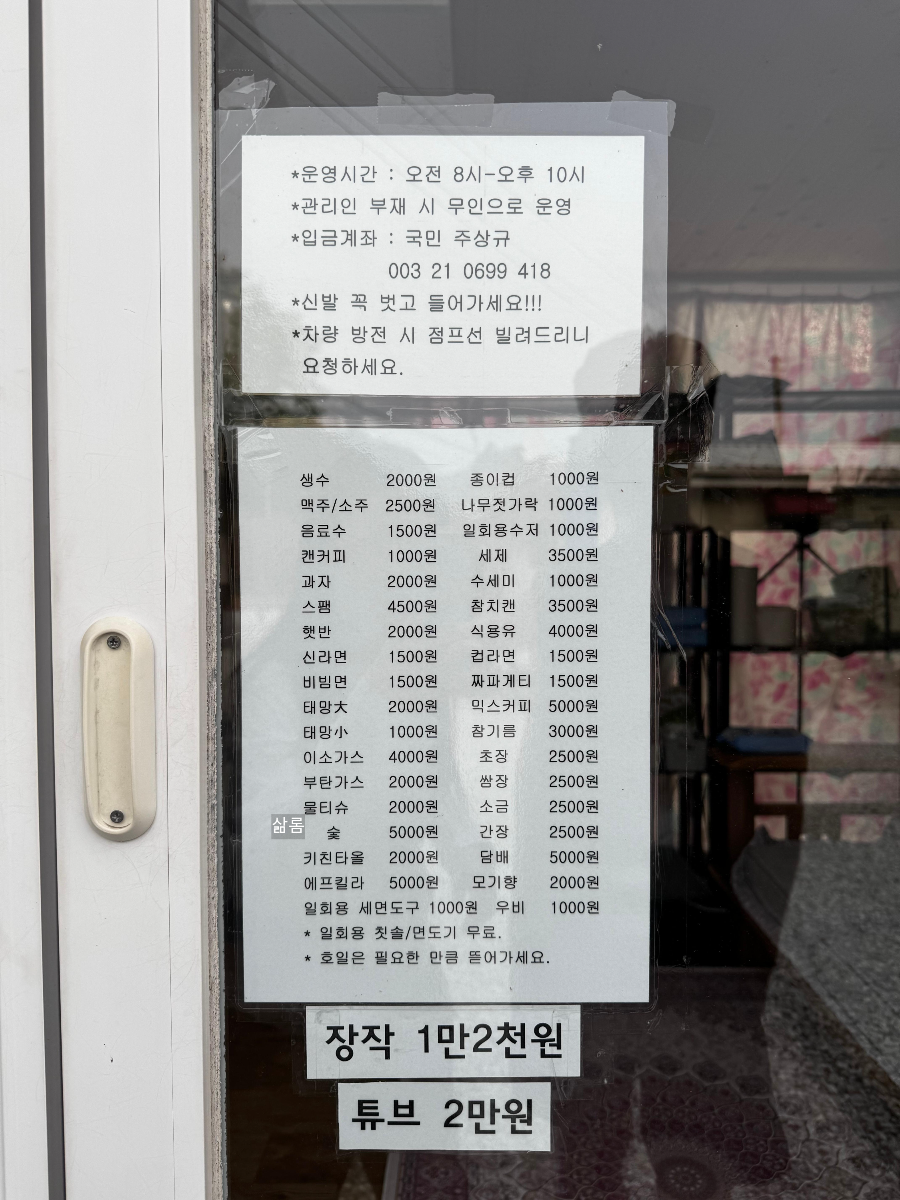 *운영시간 : 오전 8시-오후 10시
*관리인 부재 시 무인으로 운영
*입금계좌 : 국민 주상규
003 21 0699 418
*신발 꼭 벗고 들어가세요!!!
*차량 방전 시 점프선 빌려드리니
요청하세요.
생수 2000원 종이컵 1000원
맥주/소주 2500원 나무젓가락 1000원
음료수 1500원 일회용수저 1000원
캔커피 1000원 세제 3500원
과자 2000원 수세미 1000원
스팸 4500원 참치캔 3500원
햇반 2000원 식용유 4000원
신라면 1500원 컵라면 1500원
비빔면 1500원 짜파게티 1500원
태망大 2000원 믹스커피 5000원
태망小 1000원 참기름 3000원
이소가스 4000원 초장 2500원
부탄가스 2000원 쌈장 2500원
물티슈 2000원 소금 2500원
삶롬 숯 5000원 간장 2500원
키친타올 2000원 담배 5000원
에프킬라 5000원 모기향 2000원
일회용 세면도구 1000원 우비 1000원
* 일회용 칫솔/면도기 무료.
* 호일은 필요한 만큼 뜯어가세요.
장작 1만2천원
튜브 2만원